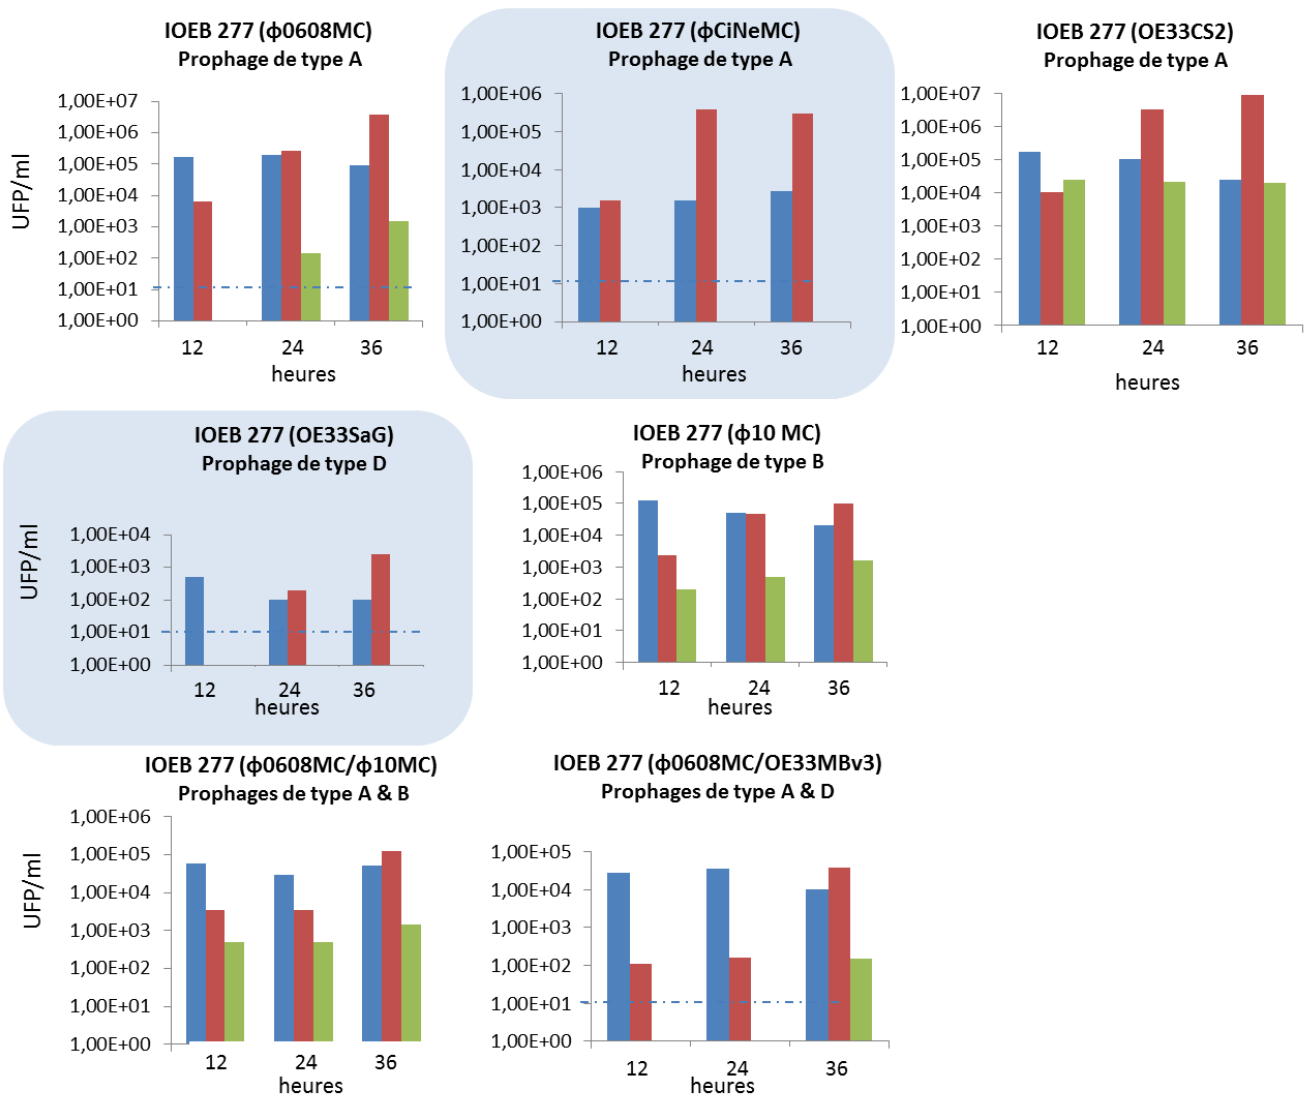 IOEB 277 (ϕ0608MC)
Prophage de type A
1,00E+07
1,00E+06
1,00E+05
1,00E+04
1,00E+03
1,00E+02
1,00E+01
1,00E+00
UFP/ml
12 24 36
heures
IOEB 277 (ϕCiNeMC)
Prophage de type A
1,00E+06
1,00E+05
1,00E+04
1,00E+03
1,00E+02
1,00E+01
1,00E+00
12 24 36
heures
IOEB 277 (OE33CS2)
Prophage de type A
1,00E+07
1,00E+06
1,00E+05
1,00E+04
1,00E+03
1,00E+02
1,00E+01
1,00E+00
12 24 36
heures
IOEB 277 (OE33SaG)
Prophage de type D
1,00E+04
1,00E+03
1,00E+02
1,00E+01
1,00E+00
UFP/ml
12 24 36
heures
IOEB 277 (ϕ10 MC)
Prophage de type B
1,00E+06
1,00E+05
1,00E+04
1,00E+03
1,00E+02
1,00E+01
1,00E+00
12 24 36
heures
IOEB 277 (ϕ0608MC/ϕ10MC)
Prophages de type A & B
1,00E+06
1,00E+05
1,00E+04
1,00E+03
1,00E+02
1,00E+01
1,00E+00
UFP/ml
12 24 36
heures
IOEB 277 (ϕ0608MC/OE33MBv3)
Prophages de type A & D
1,00E+05
1,00E+04
1,00E+03
1,00E+02
1,00E+01
1,00E+00
12 24 36
heures